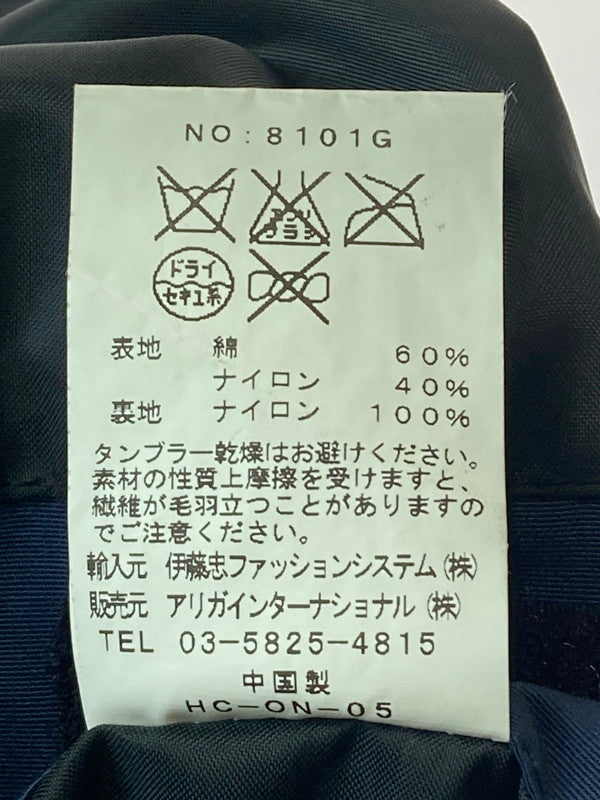 NO:8101G
エンソ
サラシ
ドライ
セキユ系
表地 綿 60%
ナイロン 40%
裏地 ナイロン 100%
タンブラー乾燥はお避けください。
素材の性質上摩擦を受けますと、
繊維が毛羽立つことがありますの
でご注意ください。
輸入元 伊藤忠ファッションシステム(株)
販売元 アリガインターナショナル(株)
TEL 03-5825-4815
中国製
HC-ON-05